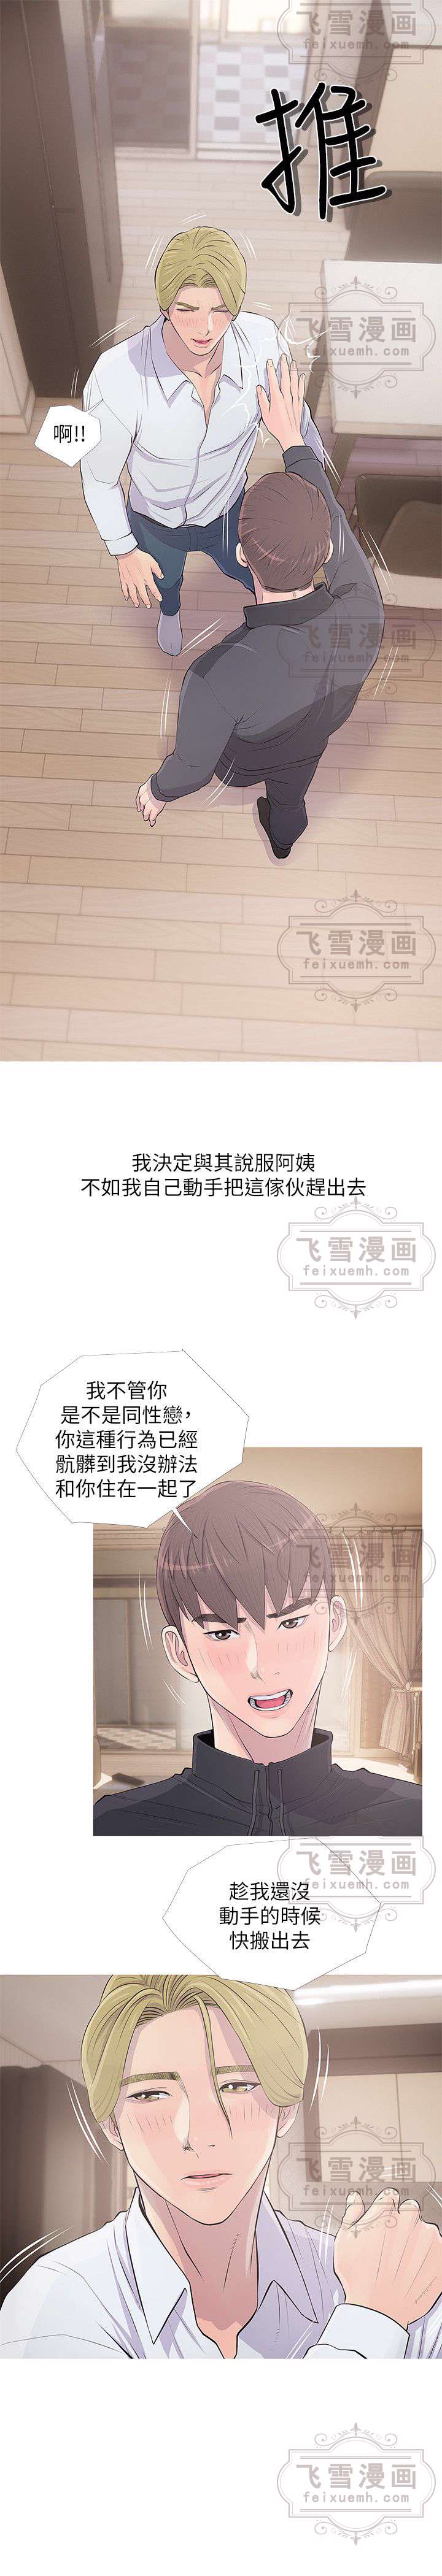 飞雪漫画
feixuemh.com
推
飞雪漫画
feixuemh.com
啊!!
飞雪漫画
feixuemh.com
飞雪漫画
feixuemh.com
我決定與其說服阿姨
不如我自己動手把這傢伙趕出去
飞雪漫画
feixuemh.com
我不管你
是不是同性戀,
你這種行為已經
骯髒到我沒辦法
和你住在一起了
飞雪漫画
feixuemh.com
飞雪漫画
feixuemh.com
趁我還沒
動手的時候
快搬出去
飞雪漫画
feixuemh.com
飞雪漫画
feixuemh.com